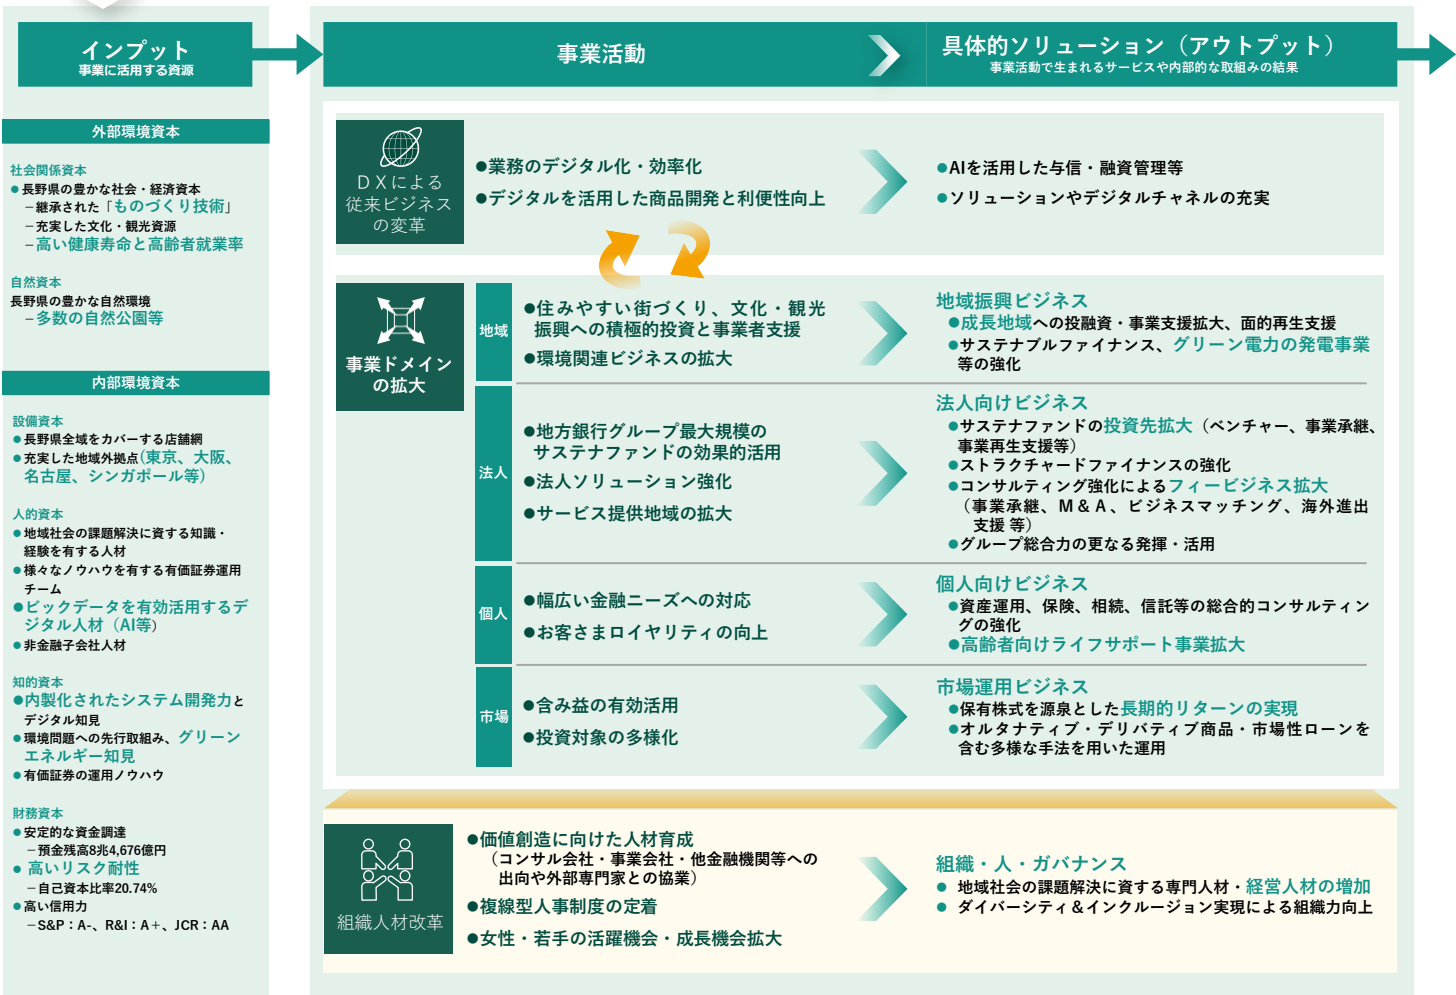 インプット
事業に活用する資源
外部環境資本
社会関係資本
●長野県の豊かな社会・経済資本
－継承された「ものづくり技術」
－充実した文化・観光資源
－高い健康寿命と高齢者就業率
自然資本
長野県の豊かな自然環境
－多数の自然公園等
内部環境資本
設備資本
●長野県全域をカバーする店舗網
●充実した地域外拠点(東京、大阪、
名古屋、シンガポール等)
人的資本
●地域社会の課題解決に資する知識・
経験を有する人材
●様々なノウハウを有する有価証券運用
チーム
●ビックデータを有効活用するデ
ジタル人材（AI等）
●非金融子会社人材
知的資本
●内製化されたシステム開発力と
デジタル知見
●環境問題への先行取組み、グリーン
エネルギー知見
●有価証券の運用ノウハウ
財務資本
●安定的な資金調達
－預金残高8兆4,676億円
●高いリスク耐性
－自己資本比率20.74%
●高い信用力
－S&P：A-、R&I：A＋、JCR：AA
事業活動
具体的ソリューション（アウトプット）
事業活動で生まれるサービスや内部的な取組みの結果
ＤＸによる
従来ビジネス
の変革
●業務のデジタル化・効率化
●デジタルを活用した商品開発と利便性向上
●AIを活用した与信・融資管理等
●ソリューションやデジタルチャネルの充実
事業ドメイン
の拡大
地域
●住みやすい街づくり、文化・観光
振興への積極的投資と事業者支援
●環境関連ビジネスの拡大
地域振興ビジネス
●成長地域への投融資・事業支援拡大、面的再生支援
●サステナブルファイナンス、グリーン電力の発電事業
等の強化
法人
●地方銀行グループ最大規模の
サステナファンドの効果的活用
●法人ソリューション強化
●サービス提供地域の拡大
法人向けビジネス
●サステナファンドの投資先拡大（ベンチャー、事業承継、
事業再生支援等）
●ストラクチャードファイナンスの強化
●コンサルティング強化によるフィービジネス拡大
（事業承継、Ｍ＆Ａ、ビジネスマッチング、海外進出
支援 等）
●グループ総合力の更なる発揮・活用
個人
●幅広い金融ニーズへの対応
●お客さまロイヤリティの向上
個人向けビジネス
●資産運用、保険、相続、信託等の総合的コンサルティン
グの強化
●高齢者向けライフサポート事業拡大
市場
●含み益の有効活用
●投資対象の多様化
市場運用ビジネス
●保有株式を源泉とした長期的リターンの実現
●オルタナティブ・デリバティブ商品・市場性ローンを
含む多様な手法を用いた運用
組織人材改革
●価値創造に向けた人材育成
（コンサル会社・事業会社・他金融機関等への
出向や外部専門家との協業）
●複線型人事制度の定着
●女性・若手の活躍機会・成長機会拡大
組織・人・ガバナンス
● 地域社会の課題解決に資する専門人材・経営人材の増加
● ダイバーシティ＆インクルージョン実現による組織力向上